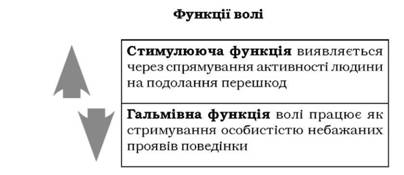 Функції волі
Стимулююча функція виявляється
через спрямування активності людини
на подолання перешкод
Гальмівна функція волі працює як
стримування особистістю небажаних
проявів поведінки